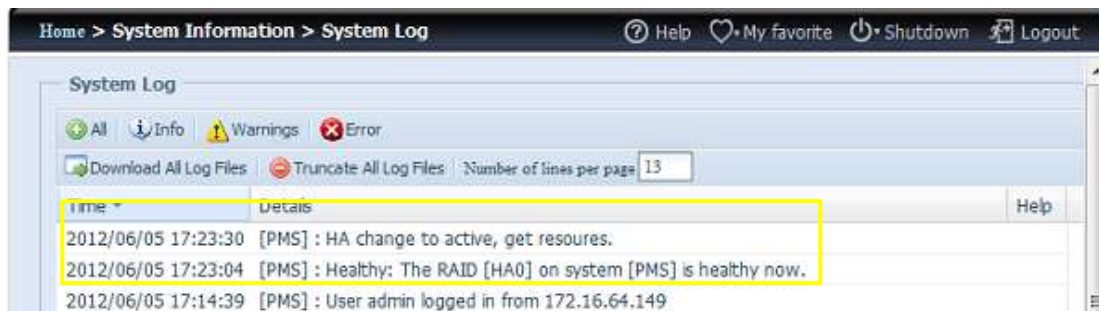 Home > System Information > System Log
Help My favorite Shutdown Logout
System Log
All Info Warnings Error
Download All Log Files Truncate All Log Files Number of lines per page 13
Time Details Help
2012/06/05 17:23:30 [PMS] : HA change to active, get resoures.
2012/06/05 17:23:04 [PMS] : Healthy: The RAID [HA0] on system [PMS] is healthy now.
2012/06/05 17:14:39 [PMS] : User admin logged in from 172.16.64.149